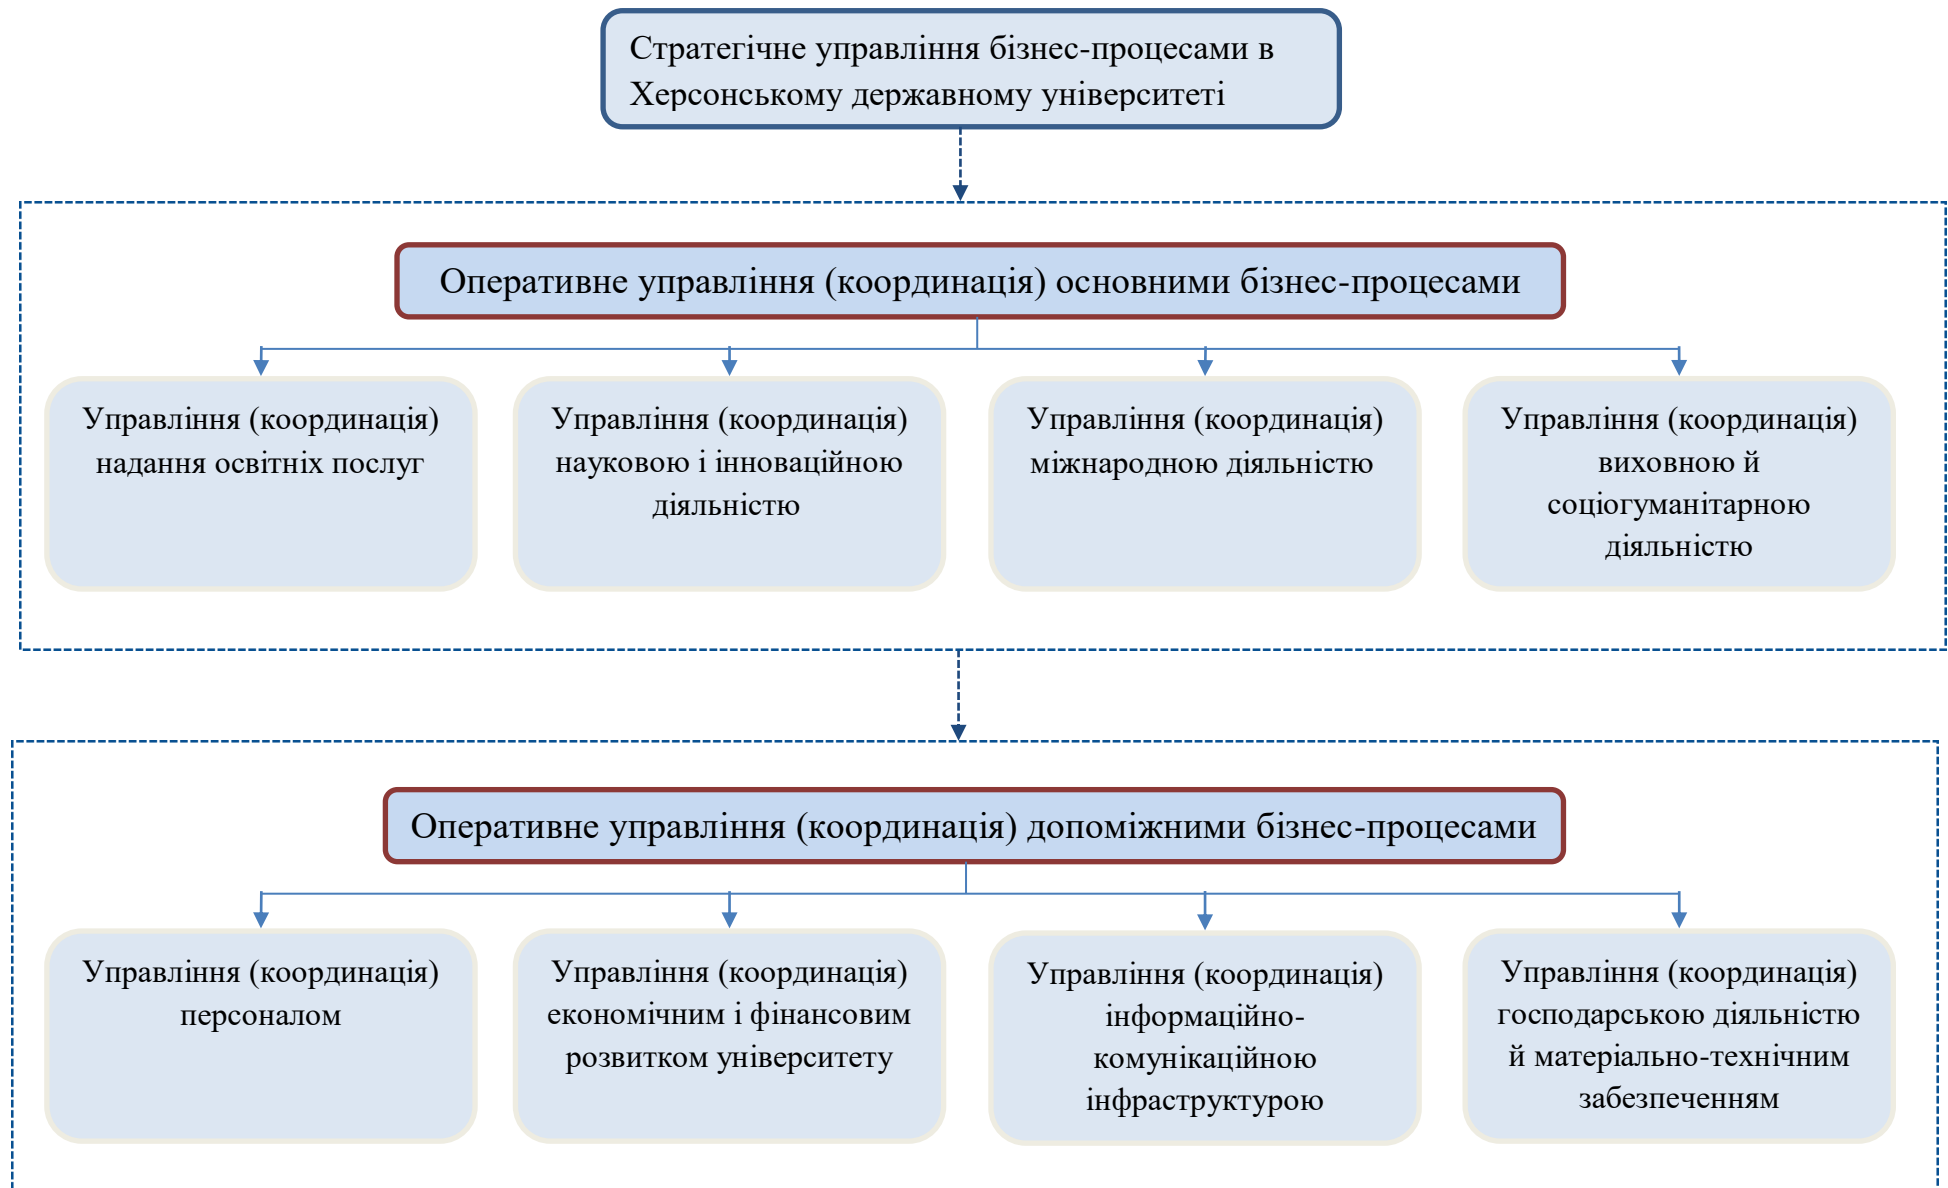 Стратегічне управління бізнес-процесами в
Херсонському державному університеті
Оперативне управління (координація) основними бізнес-процесами
Управління (координація)
надання освітніх послуг
Управління (координація)
науковою і інноваційною
діяльністю
Управління (координація)
міжнародною діяльністю
Управління (координація)
виховною й
соціогуманітарною
діяльністю
Оперативне управління (координація) допоміжними бізнес-процесами
Управління (координація)
персоналом
Управління (координація)
економічним і фінансовим
розвитком університету
Управління (координація)
інформаційно-
комунікаційною
інфраструктурою
Управління (координація)
господарською діяльністю
й матеріально-технічним
забезпеченням